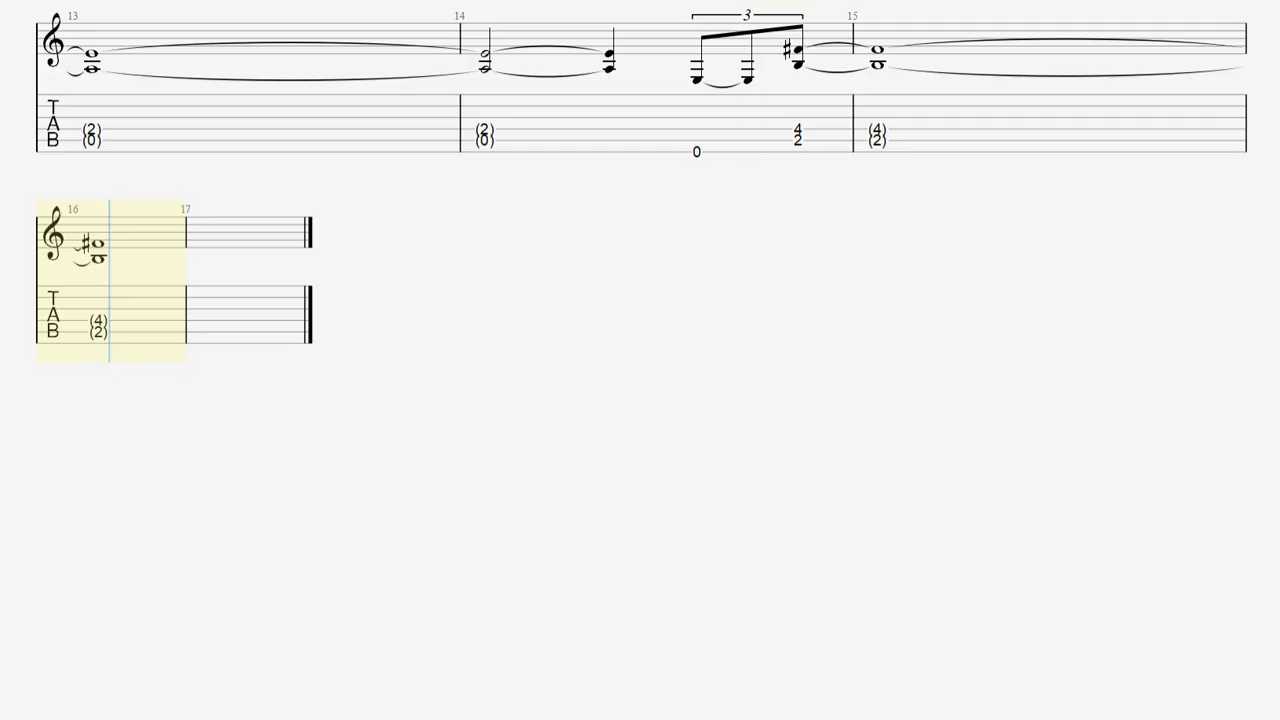 13 14 3 15
T
A (2) (2) 4 (4)
B (0) (0) 2 (2)
0
16 17
T
A (4)
B (2)